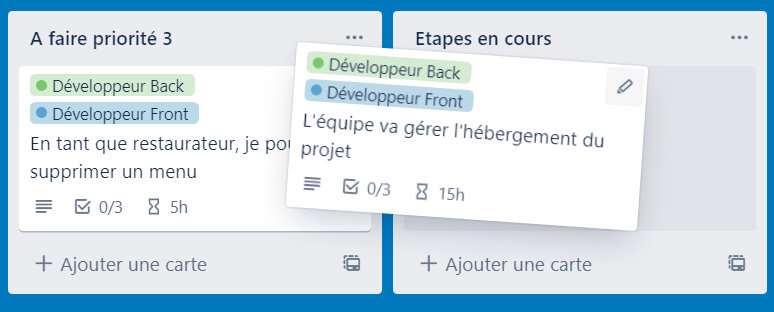 A faire priorité 3
Développeur Back
Développeur Front
En tant que restaurateur, je
supprimer un menu
0/3 5h
+ Ajouter une carte
Etapes en cours
Développeur Back
Développeur Front
L'équipe va gérer l'hébergement du
projet
0/3 15h
+ Ajouter une carte